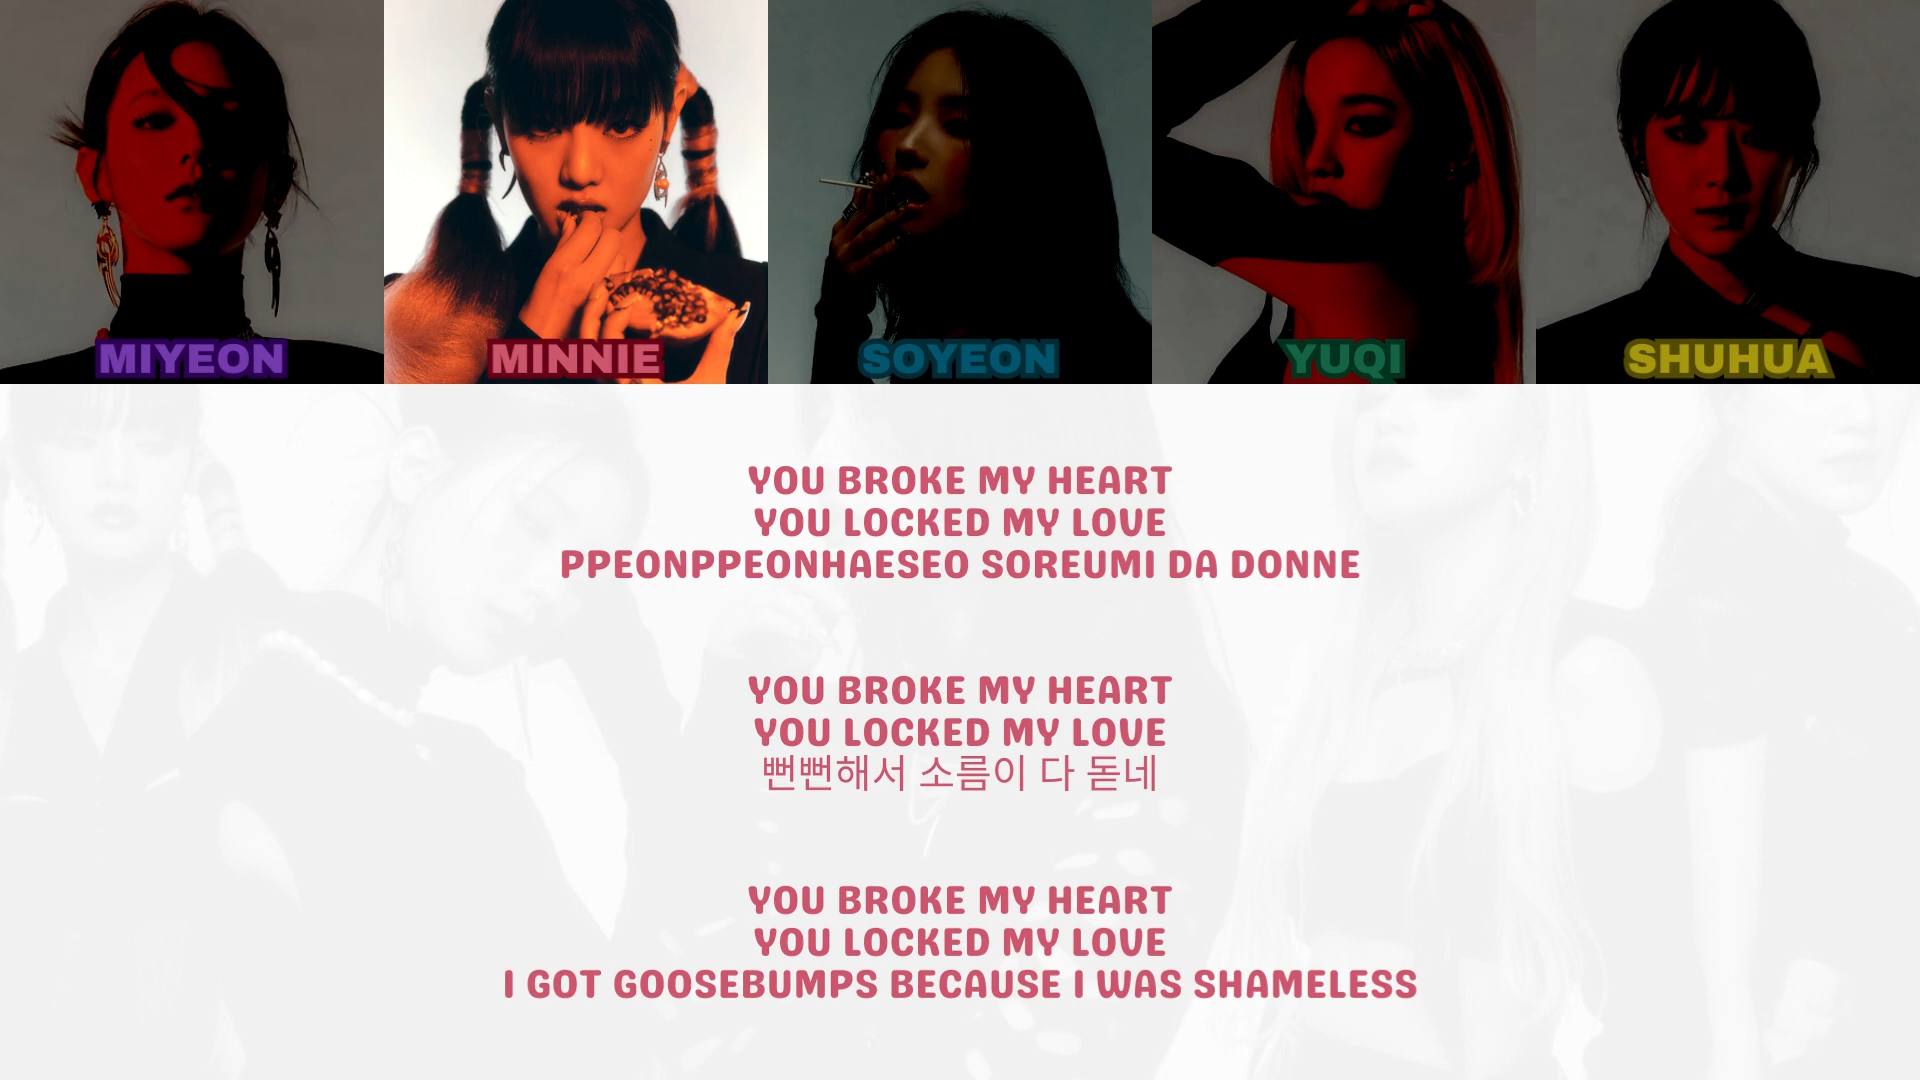 MIYEON
MINNIE
SOYEON
YUQI
SHUHUA
YOU BROKE MY HEART
YOU LOCKED MY LOVE
PPEONPPEONHAESEO SOREUMI DA DONNE
YOU BROKE MY HEART
YOU LOCKED MY LOVE
뻔뻔해서 소름이 다 돋네
YOU BROKE MY HEART
YOU LOCKED MY LOVE
I GOT GOOSEBUMPS BECAUSE I WAS SHAMELESS